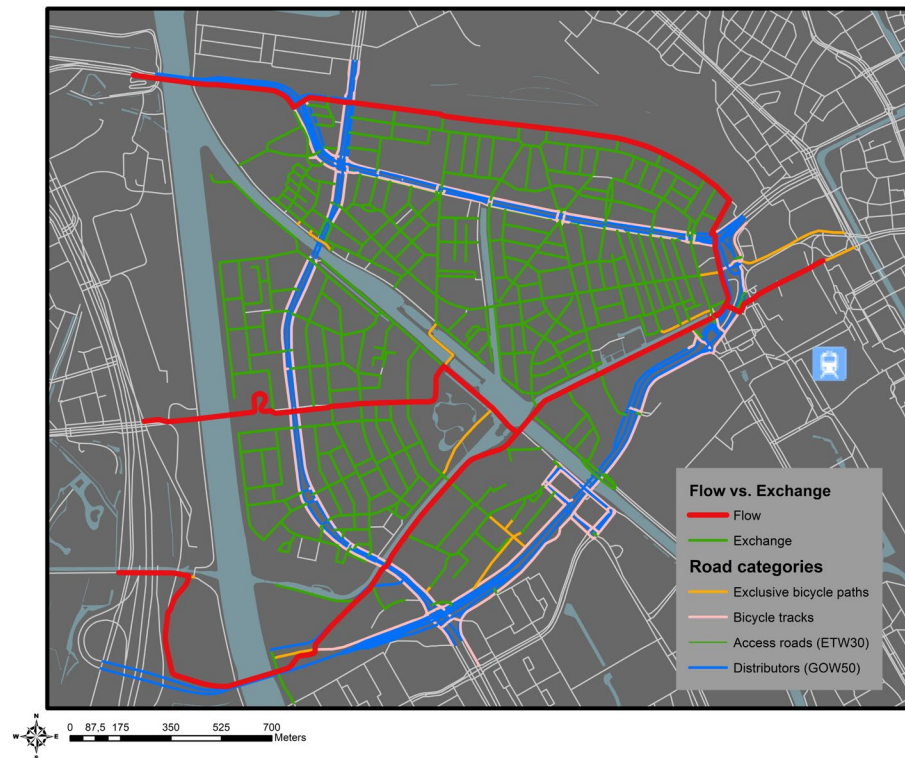 Flow vs. Exchange
Flow
Exchange
Road categories
Exclusive bicycle paths
Bicycle tracks
Access roads (ETW30)
Distributors (GOW50)
N
W E
S
0 87,5 175 350 525 700
Meters